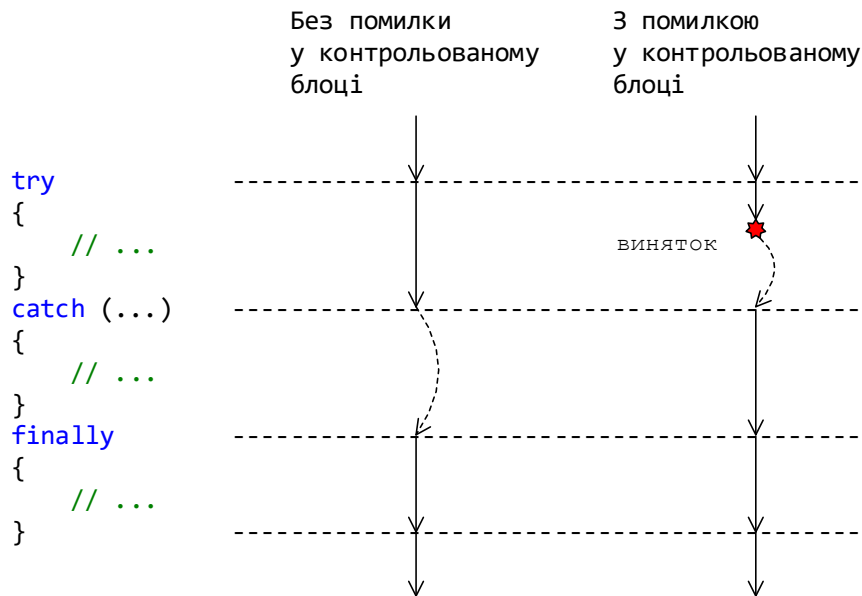 Без помилки
у контрольованому
блоці
З помилкою
у контрольованому
блоці
try
{
// ...
виняток
}
catch (...)
{
// ...
}
finally
{
// ...
}